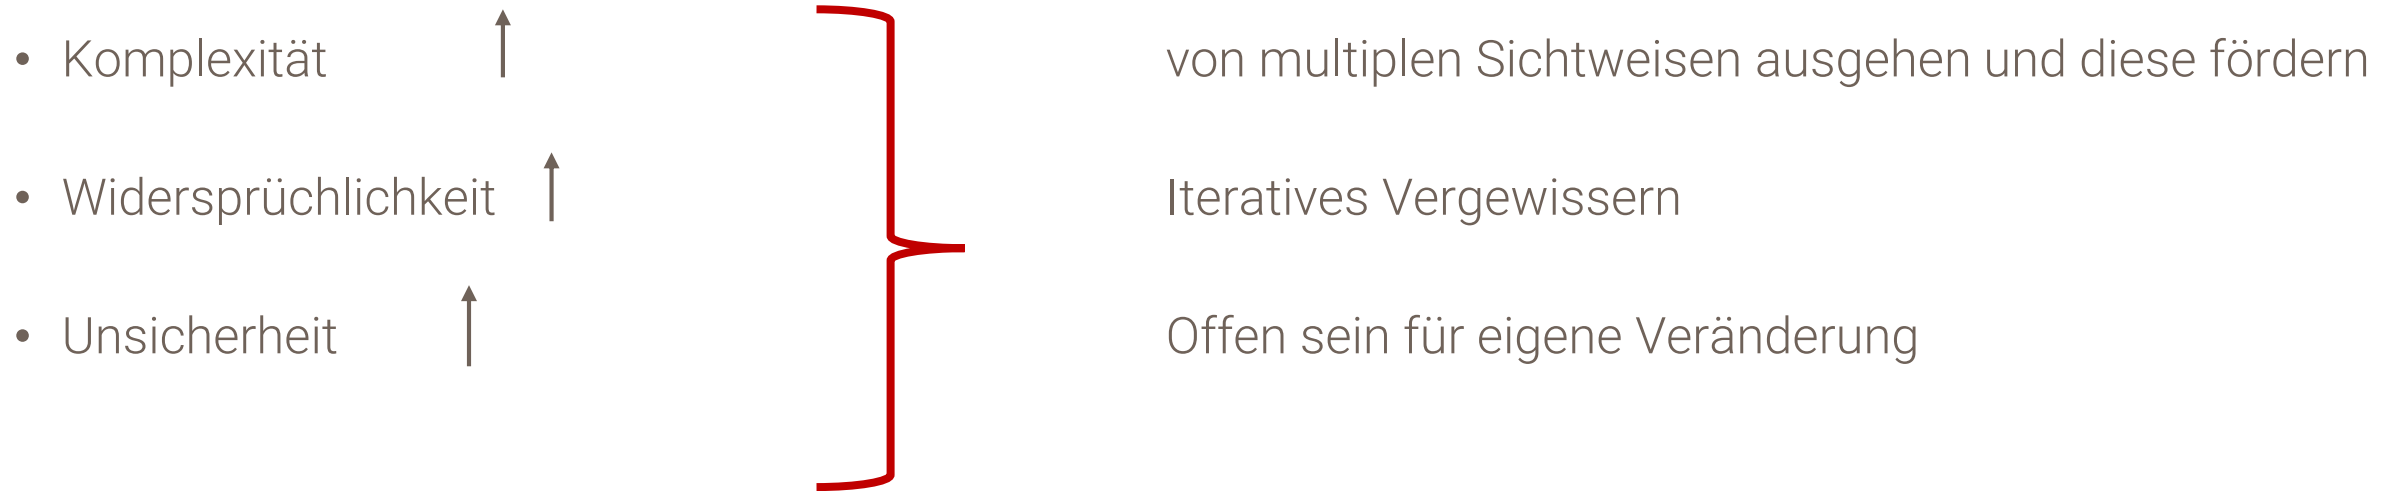 • Komplexität ↑
von multiplen Sichtweisen ausgehen und diese fördern
• Widersprüchlichkeit ↑
Iteratives Vergewissern
• Unsicherheit ↑
Offen sein für eigene Veränderung